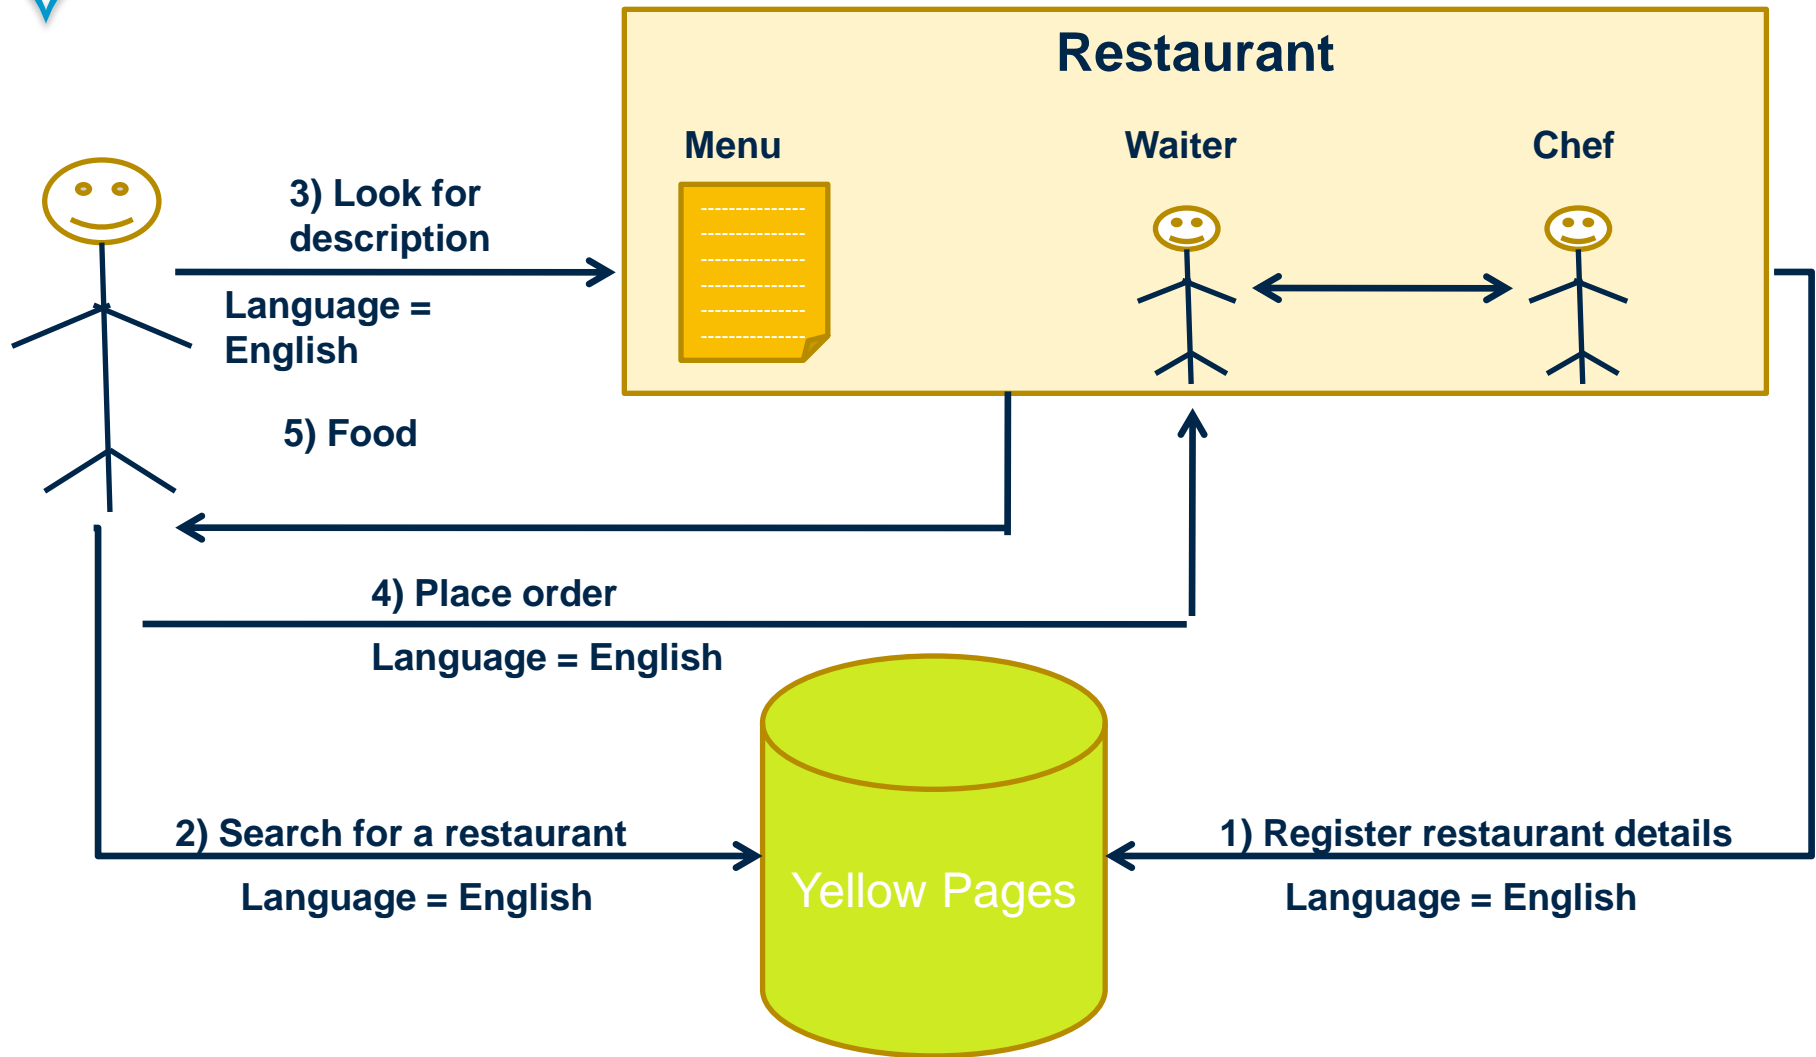 Restaurant
Menu
Waiter
Chef
3) Look for
description
Language =
English
5) Food
4) Place order
Language = English
2) Search for a restaurant
Language = English
Yellow Pages
1) Register restaurant details
Language = English